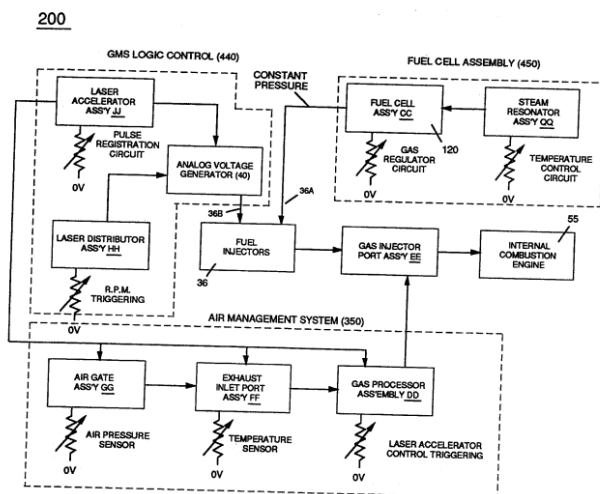 200
GMS LOGIC CONTROL (440)
FUEL CELL ASSEMBLY (450)
CONSTANT
PRESSURE
LASER
ACCELERATOR
ASS'Y JJ
PULSE
REGISTRATION
CIRCUIT
0V
ANALOG VOLTAGE
GENERATOR (40)
FUEL CELL
ASS'Y CC
120
GAS
REGULATOR
CIRCUIT
0V
STEAM
RESONATOR
ASS'Y QQ
TEMPERATURE
CONTROL
CIRCUIT
0V
36B
36A
LASER DISTRIBUTOR
ASS'Y HH
R.P.M.
TRIGGERING
0V
FUEL
INJECTORS
36
GAS INJECTOR
PORT ASS'Y EE
INTERNAL
COMBUSTION
ENGINE
55
AIR MANAGEMENT SYSTEM (350)
AIR GATE
ASS'Y GG
AIR PRESSURE
SENSOR
0V
EXHAUST
INLET PORT
ASS'Y FF
TEMPERATURE
SENSOR
0V
GAS PROCESSOR
ASS'EMBLY DD
LASER ACCELERATOR
CONTROL TRIGGERING
0V